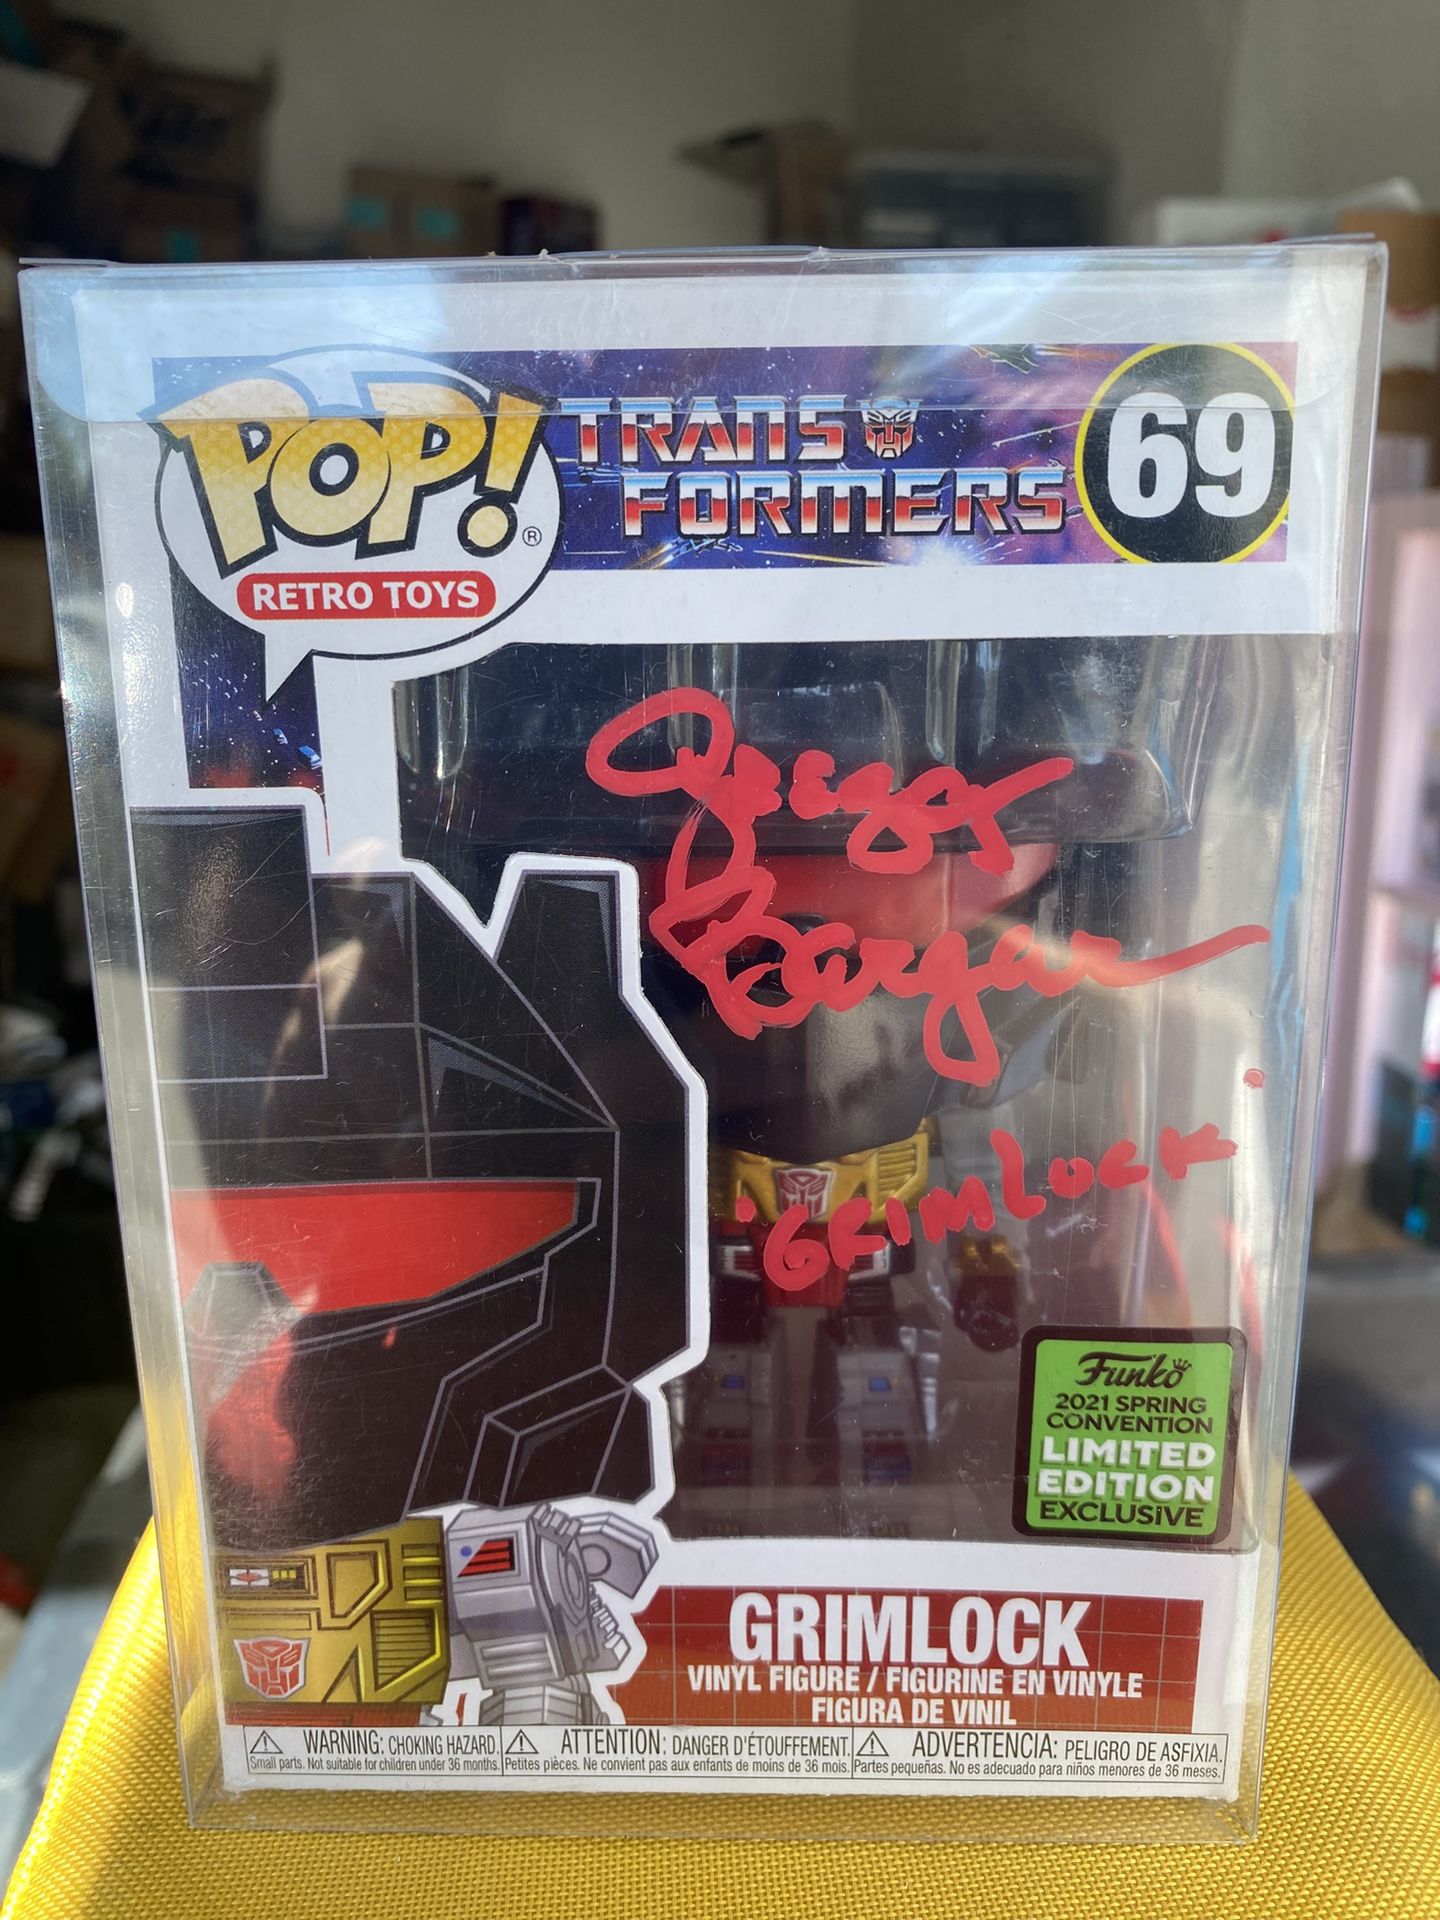 POP!®
RETRO TOYS
TRANS
FORMERS
69
Gregg
Berger
'GRIMLOCK'
Funko
2021 SPRING
CONVENTION
LIMITED
EDITION
EXCLUSIVE
GRIMLOCK
VINYL FIGURE / FIGURINE EN VINYLE
FIGURA DE VINIL
WARNING: CHOKING HAZARD.
Small parts. Not suitable for children under 36 months.
ATTENTION: DANGER D'ÉTOUFFEMENT.
Petites pièces. Ne convient pas aux enfants de moins de 36 mois.
ADVERTENCIA: PELIGRO DE ASFIXIA.
Partes pequeñas. No es adecuado para niños menores de 36 meses.